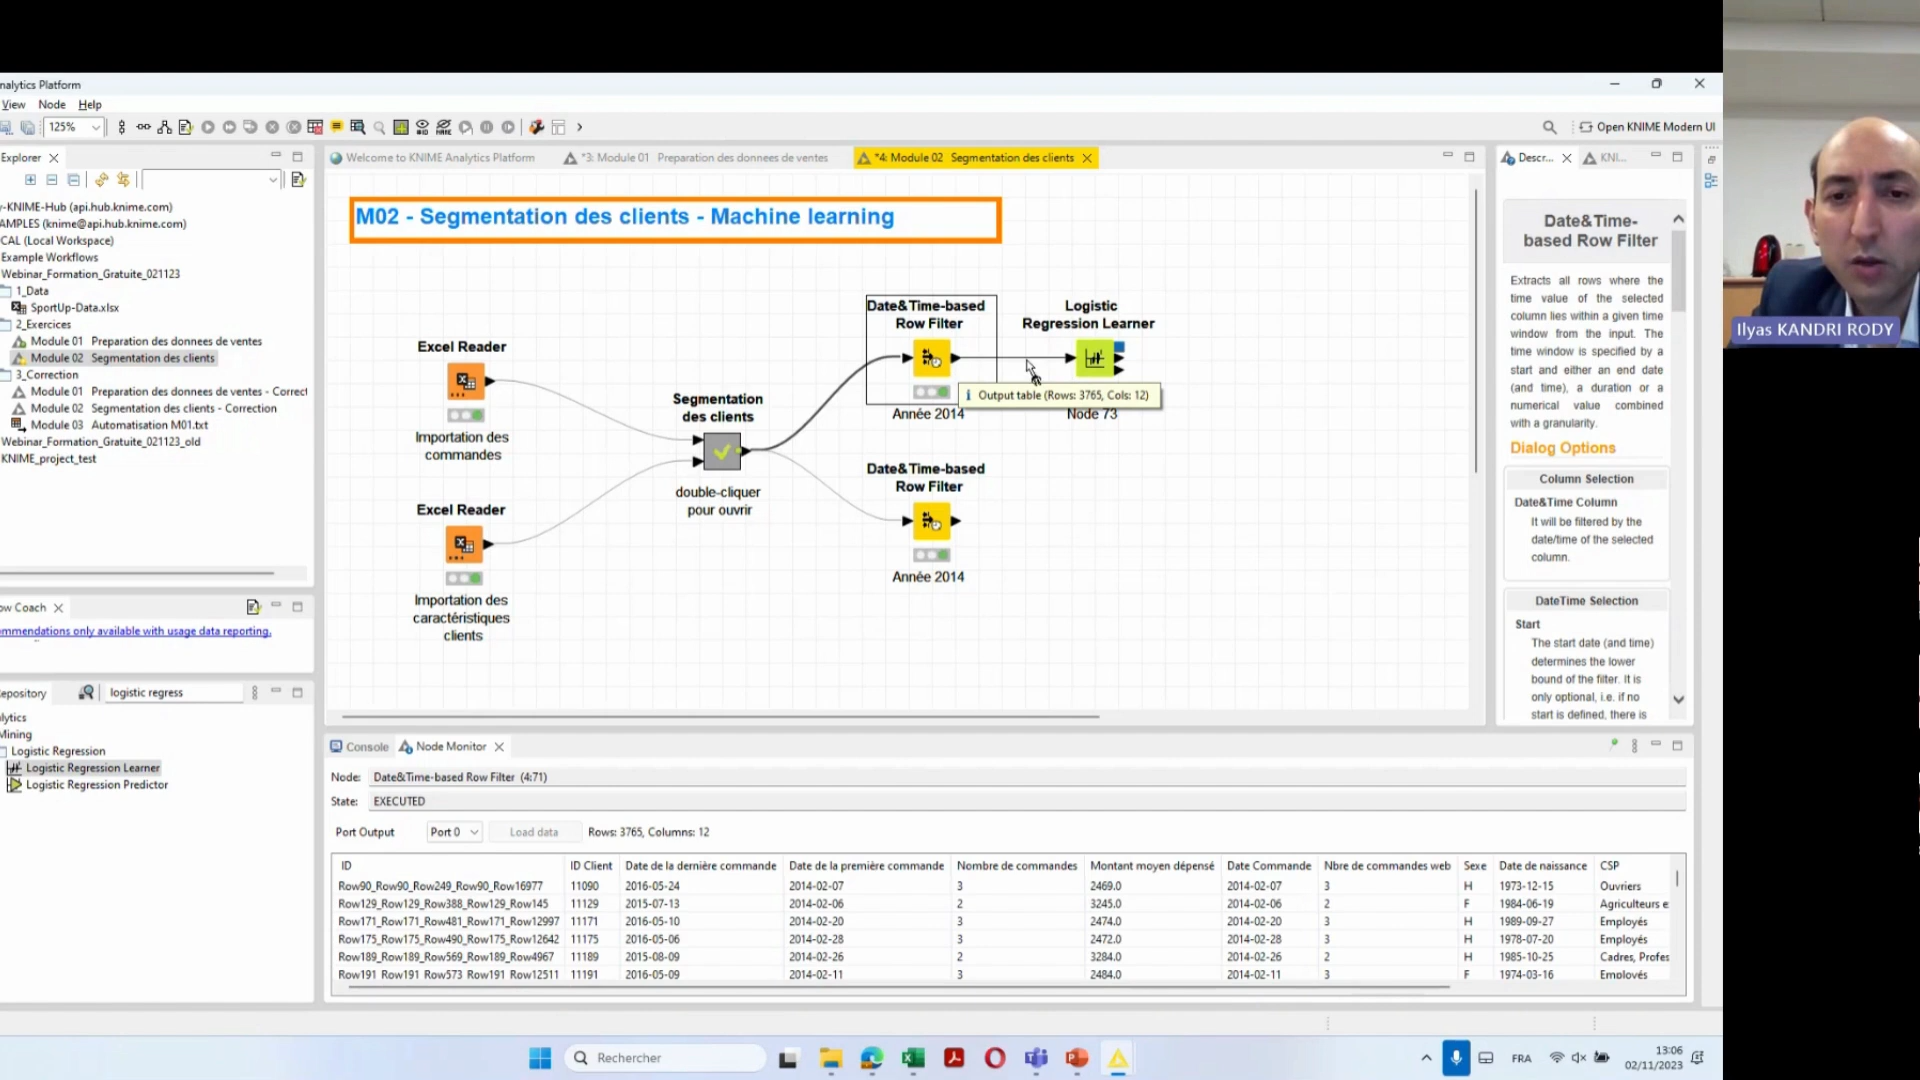 nalytics Platform
View Node Help
125%
Open KNIME Modern UI
Explorer
y-KNIME-Hub (api.hub.knime.com)
AMPLES (knime@api.hub.knime.com)
CAL (Local Workspace)
Example Workflows
Webinar_Formation_Gratuite_021123
1_Data
SportUp-Data.xlsx
2_Exercices
Module 01 Preparation des donnees de ventes
Module 02 Segmentation des clients
3_Correction
Module 01 Preparation des donnees de ventes - Correct
Module 02 Segmentation des clients - Correction
Module 03 Automatisation M01.txt
Webinar_Formation_Gratuite_021123_old
KNIME_project_test
ow Coach
ommendations only available with usage data reporting.
epository
logistic regress
lytics
Mining
Logistic Regression
Logistic Regression Learner
Logistic Regression Predictor
Welcome to KNIME Analytics Platform
*3: Module 01 Preparation des donnees de ventes
*4: Module 02 Segmentation des clients
M02 - Segmentation des clients - Machine learning
Excel Reader
Importation des
commandes
Excel Reader
Importation des
caractéristiques
clients
Segmentation
des clients
double-cliquer
pour ouvrir
Date&Time-based
Row Filter
Année 2014
Logistic
Regression Learner
Node 73
Output table (Rows: 3765, Cols: 12)
Date&Time-based
Row Filter
Année 2014
Descr...
KNI...
Date&Time-
based Row Filter
Extracts all rows where the
time value of the selected
column lies within a given time
window from the input. The
time window is specified by a
start and either an end date
(and time), a duration or a
numerical value combined
with a granularity.
Dialog Options
Column Selection
Date&Time Column
It will be filtered by the
date/time of the selected
column.
DateTime Selection
Start
The start date (and time)
determines the lower
bound of the filter. It is
only optional, i.e. if no
start is defined, there is
Ilyas KANDRI RODY
Console
Node Monitor
Node: Date&Time-based Row Filter (4:71)
State: EXECUTED
Port Output Port 0 Load data Rows: 3765, Columns: 12
ID ID Client Date de la dernière commande Date de la première commande Nombre de commandes Montant moyen dépensé Date Commande Nbre de commandes web Sexe Date de naissance CSP
Row90_Row90_Row249_Row90_Row16977 11090 2016-05-24 2014-02-07 3 2469.0 2014-02-07 3 H 1973-12-15 Ouvriers
Row129_Row129_Row388_Row129_Row145 11129 2015-07-13 2014-02-06 2 3245.0 2014-02-06 2 F 1984-06-19 Agriculteurs e
Row171_Row171_Row481_Row171_Row12997 11171 2016-05-10 2014-02-20 3 2474.0 2014-02-20 3 H 1989-09-27 Employés
Row175_Row175_Row490_Row175_Row12642 11175 2016-05-06 2014-02-28 3 2472.0 2014-02-28 3 H 1978-07-20 Employés
Row189_Row189_Row569_Row189_Row4967 11189 2015-08-09 2014-02-26 2 3284.0 2014-02-26 2 H 1985-10-25 Cadres, Profes
Row191 Row191 Row573 Row191 Row12511 11191 2016-05-09 2014-02-11 3 2484.0 2014-02-11 3 F 1974-03-16 Employés
Rechercher
FRA
13:06
02/11/2023